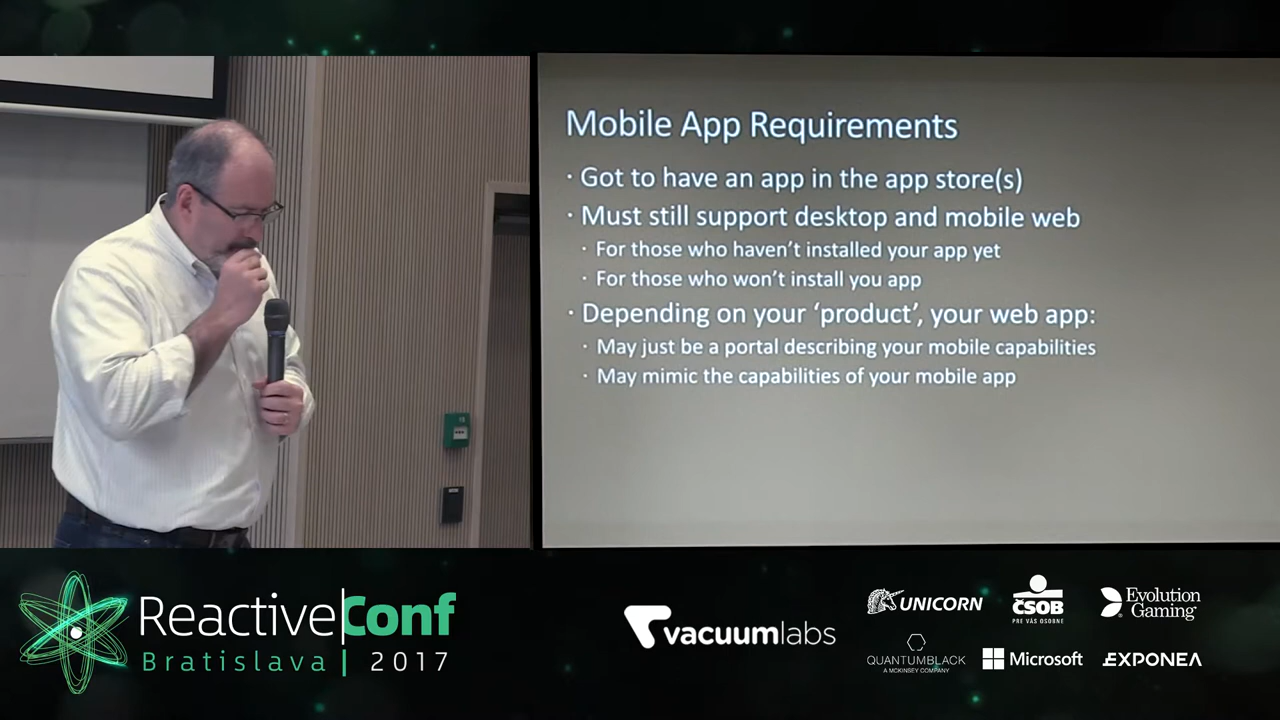 Mobile App Requirements
· Got to have an app in the app store(s)
· Must still support desktop and mobile web
· For those who haven't installed your app yet
· For those who won't install you app
· Depending on your 'product', your web app:
· May just be a portal describing your mobile capabilities
· May mimic the capabilities of your mobile app
Reactive|Conf
Bratislava | 2017
vacuumlabs
UNICORN
ČSOB
PRE VÁS OSOBNE
Evolution
Gaming
QUANTUMBLACK
A MCKINSEY COMPANY
Microsoft
EXPONEA